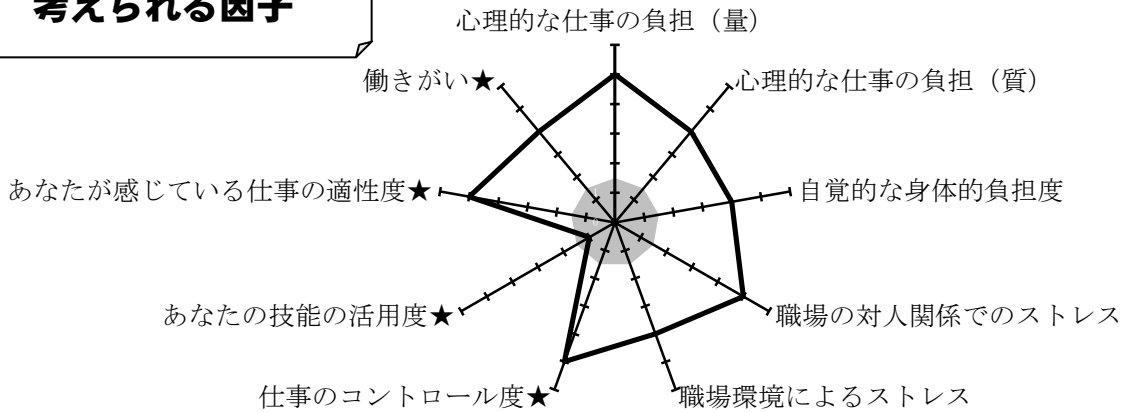 考えられる因子
心理的な仕事の負担（量）
心理的な仕事の負担（質）
自覚的な身体的負担度
職場の対人関係でのストレス
職場環境によるストレス
仕事のコントロール度★
あなたの技能の活用度★
あなたが感じている仕事の適性度★
働きがい★